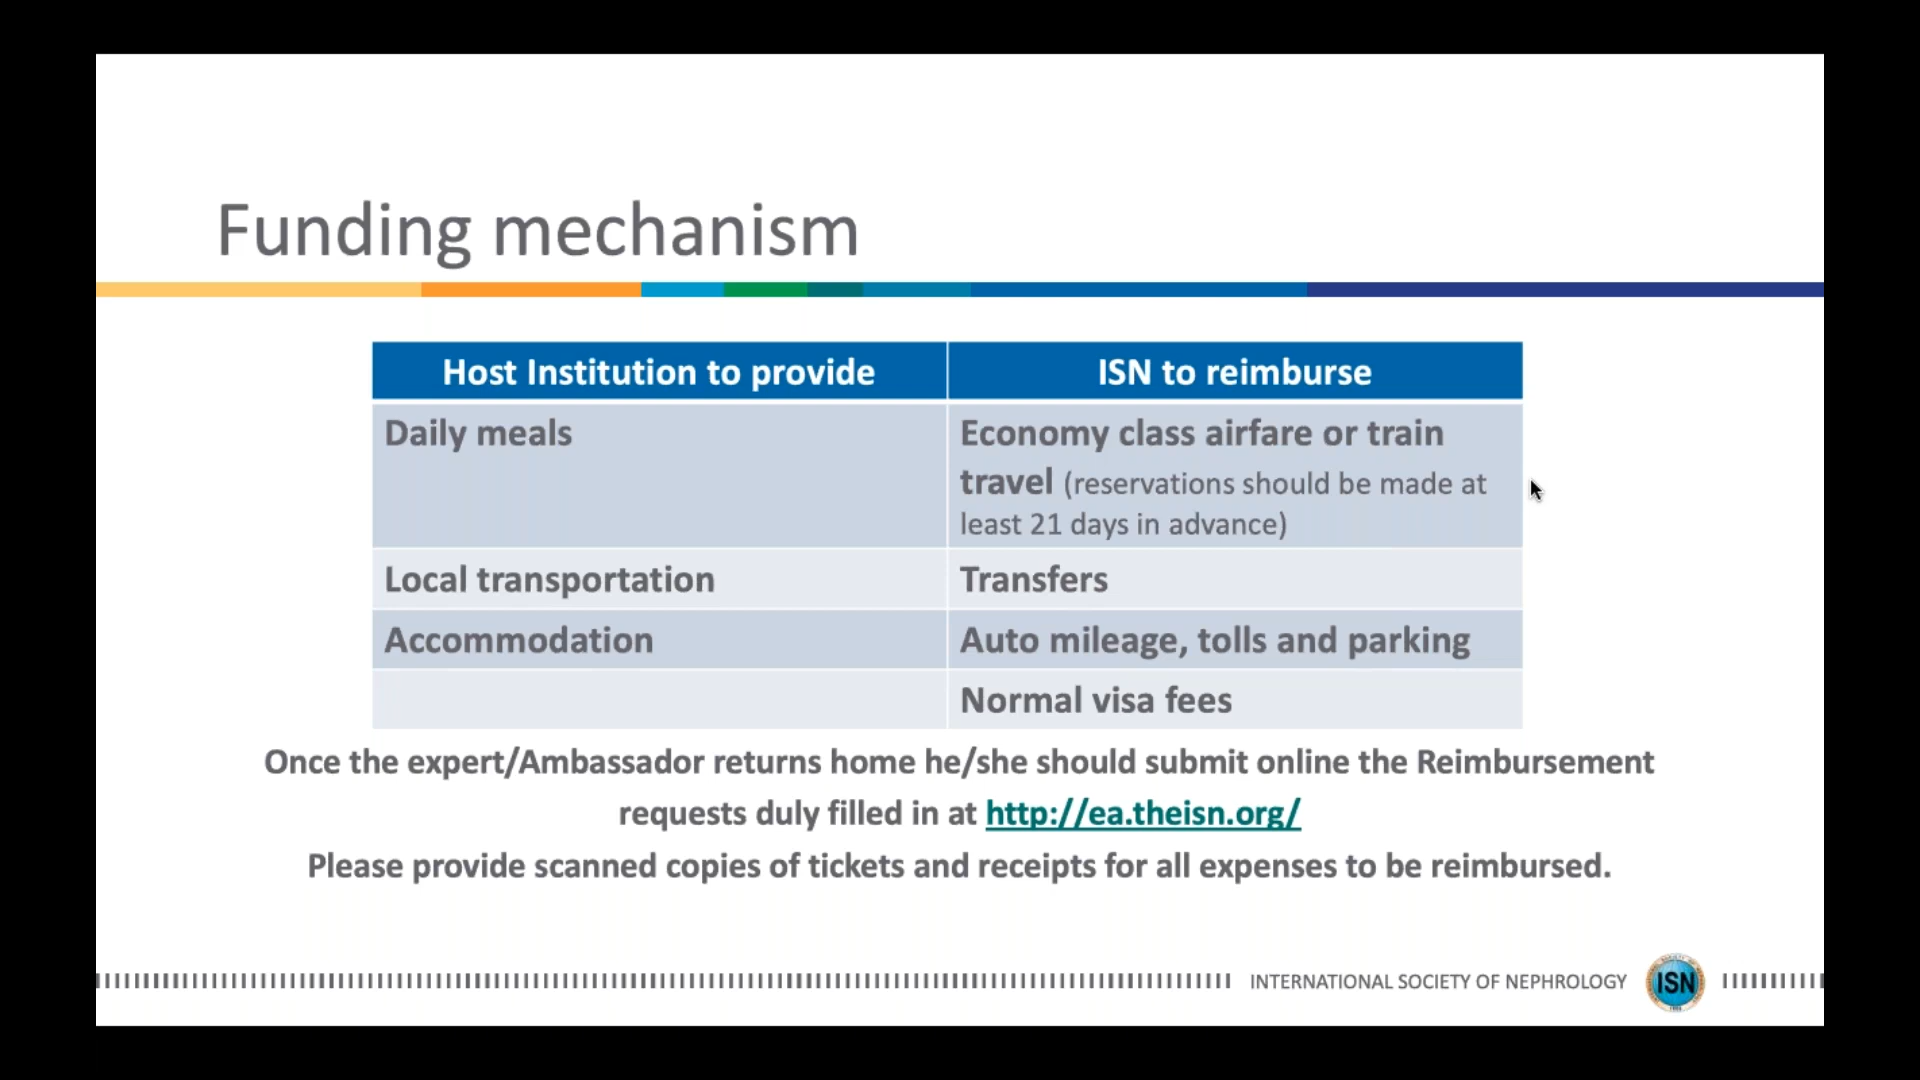 Funding mechanism
Host Institution to provide
ISN to reimburse
Daily meals
Economy class airfare or train
travel (reservations should be made at
least 21 days in advance)
Local transportation
Transfers
Accommodation
Auto mileage, tolls and parking
Normal visa fees
Once the expert/Ambassador returns home he/she should submit online the Reimbursement
requests duly filled in at http://ea.theisn.org/
Please provide scanned copies of tickets and receipts for all expenses to be reimbursed.
INTERNATIONAL SOCIETY OF NEPHROLOGY
ISN